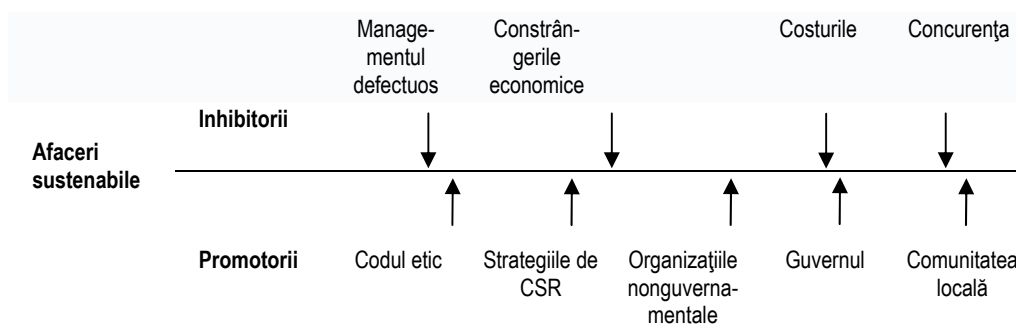 Manage-
mentul
defectuos
Constrân-
gerile
economice
Costurile
Concurenţa
Inhibitorii
Afaceri
sustenabile
Promotorii
Codul etic
Strategiile de
CSR
Organizaţiile
nonguverna-
mentale
Guvernul
Comunitatea
locală